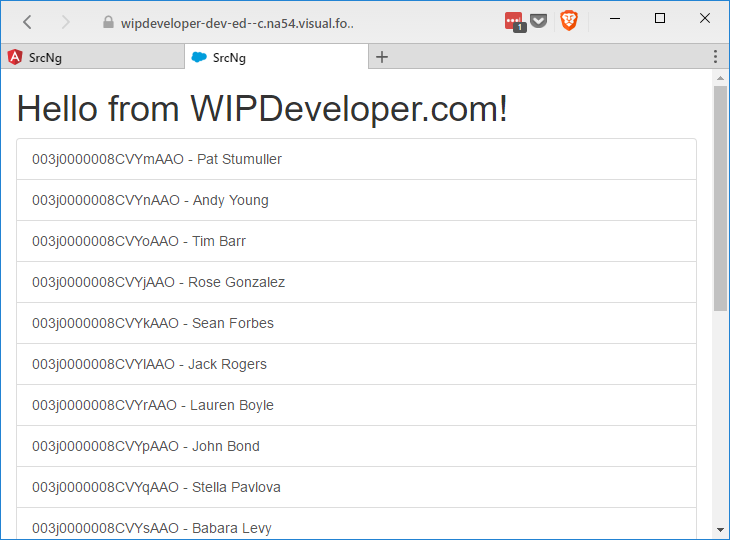 wipdeveloper-dev-ed--c.na54.visual.fo..
1
SrcNg
SrcNg
Hello from WIPDeveloper.com!
003j0000008CVYmAAO - Pat Stumuller
003j0000008CVYnAAO - Andy Young
003j0000008CVYoAAO - Tim Barr
003j0000008CVYjAAO - Rose Gonzalez
003j0000008CVYkAAO - Sean Forbes
003j0000008CVYlAAO - Jack Rogers
003j0000008CVYrAAO - Lauren Boyle
003j0000008CVYpAAO - John Bond
003j0000008CVYqAAO - Stella Pavlova
003j0000008CVYsAAO - Babara Levy